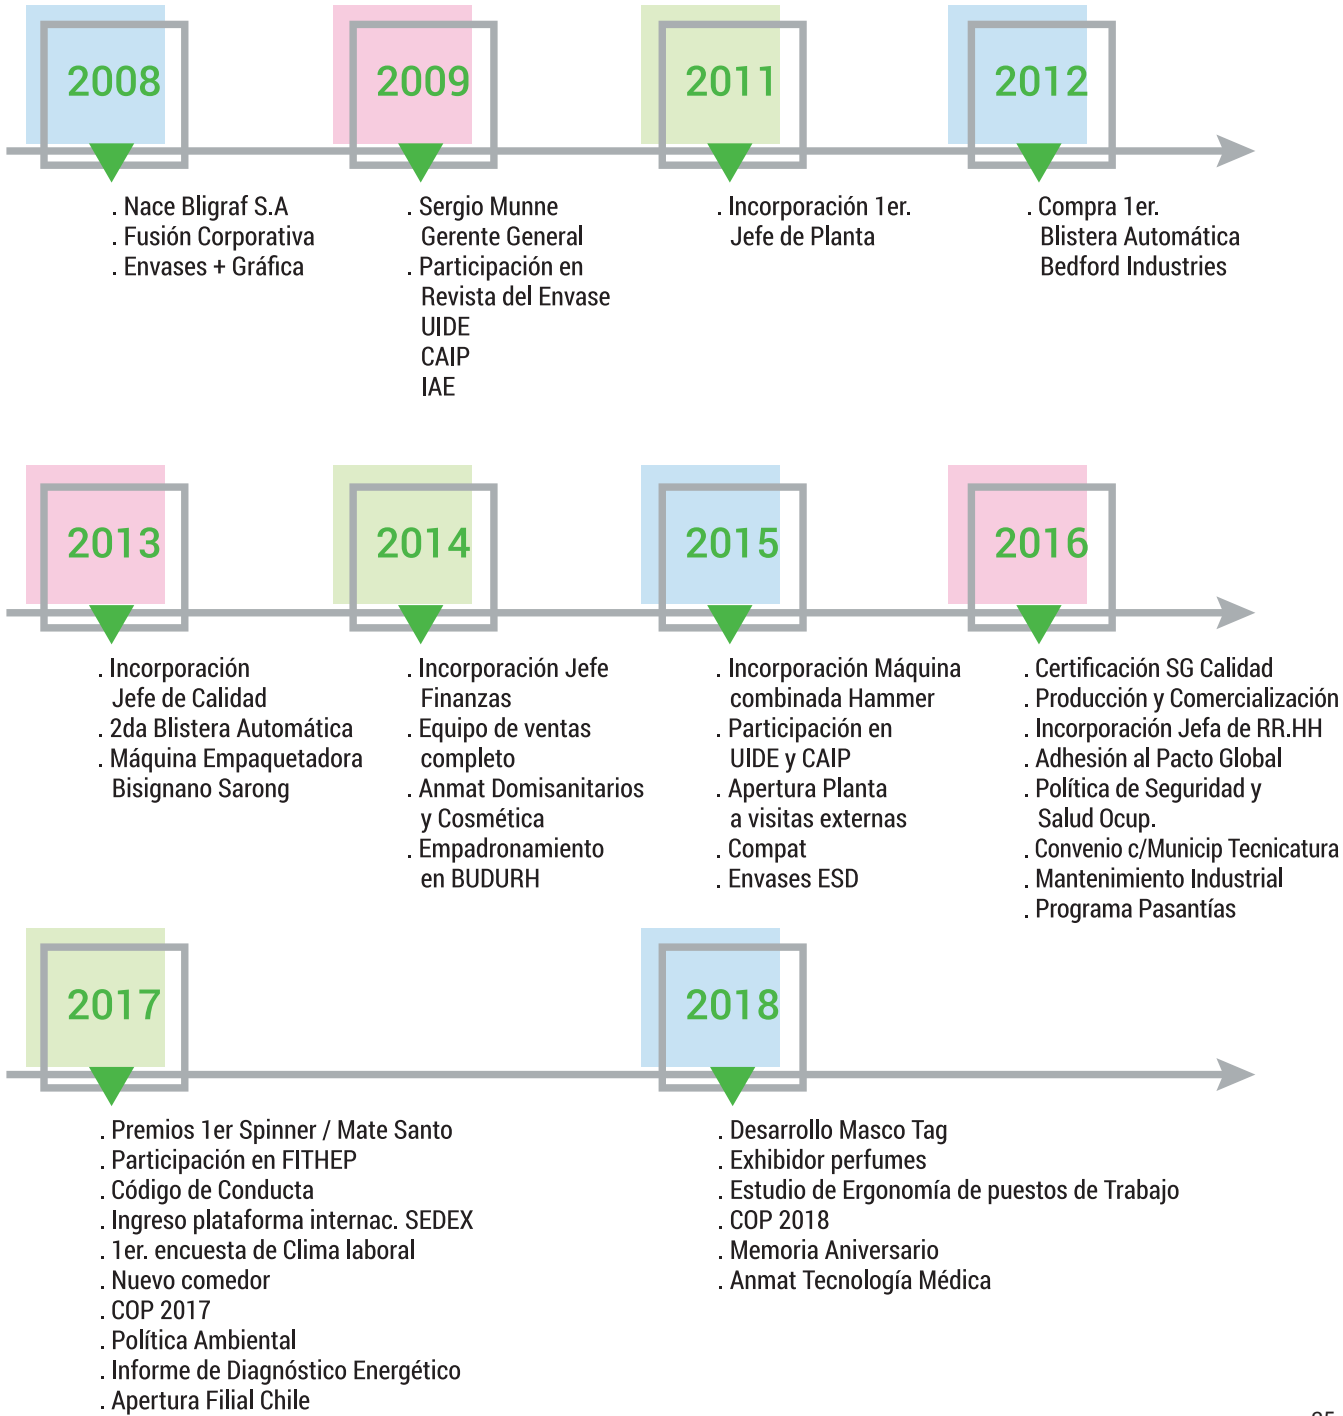 2008
. Nace Bligraf S.A
. Fusión Corporativa
. Envases + Gráfica
2009
. Sergio Munne
Gerente General
. Participación en
Revista del Envase
UIDE
CAIP
IAE
2011
. Incorporación 1er.
Jefe de Planta
2012
. Compra 1er.
Blistera Automática
Bedford Industries
2013
. Incorporación
Jefe de Calidad
. 2da Blistera Automática
. Máquina Empaquetadora
Bisignano Sarong
2014
. Incorporación Jefe
Finanzas
. Equipo de ventas
completo
. Anmat Domisanitarios
y Cosmética
. Empadronamiento
en BUDURH
2015
. Incorporación Máquina
combinada Hammer
. Participación en
UIDE y CAIP
. Apertura Planta
a visitas externas
. Compat
. Envases ESD
2016
. Certificación SG Calidad
. Producción y Comercialización
. Incorporación Jefa de RR.HH
. Adhesión al Pacto Global
. Política de Seguridad y
Salud Ocup.
. Convenio c/Municip Tecnicatura
. Mantenimiento Industrial
. Programa Pasantías
2017
. Premios 1er Spinner / Mate Santo
. Participación en FITHEP
. Código de Conducta
. Ingreso plataforma internac. SEDEX
. 1er. encuesta de Clima laboral
. Nuevo comedor
. COP 2017
. Política Ambiental
. Informe de Diagnóstico Energético
. Apertura Filial Chile
2018
. Desarrollo Masco Tag
. Exhibidor perfumes
. Estudio de Ergonomía de puestos de Trabajo
. COP 2018
. Memoria Aniversario
. Anmat Tecnología Médica